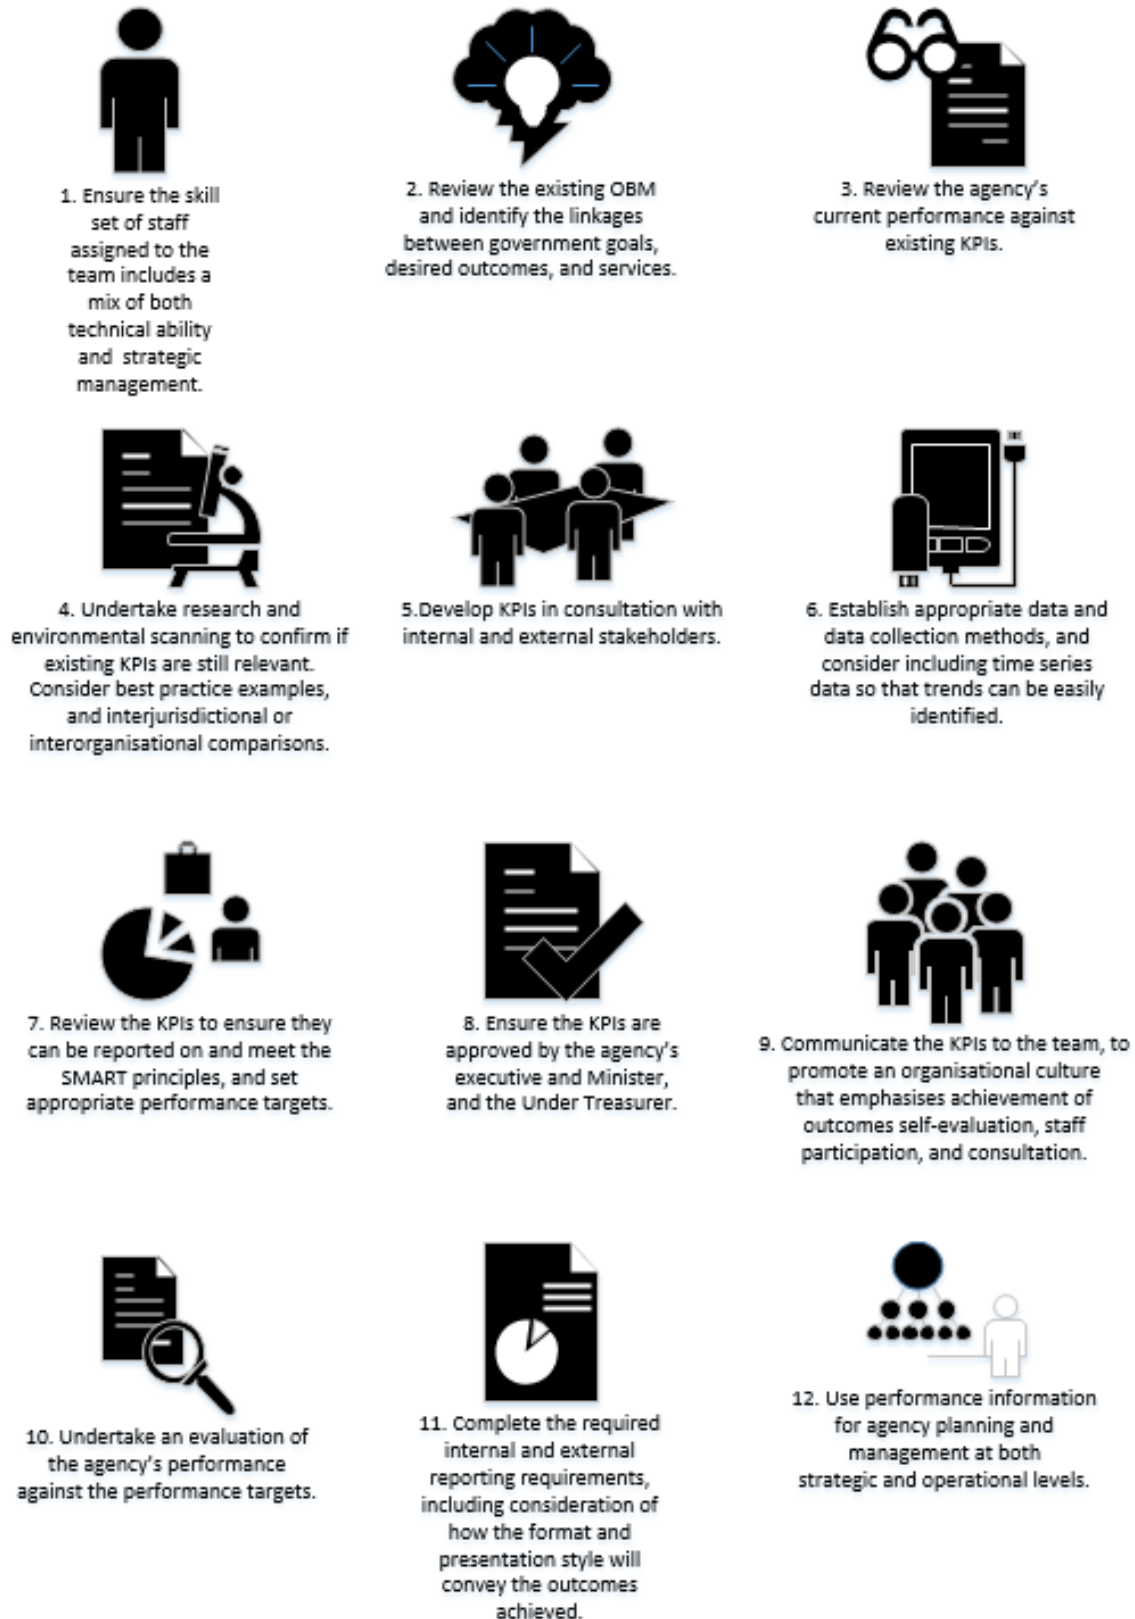 1. Ensure the skill
set of staff
assigned to the
team includes a
mix of both
technical ability
and strategic
management.
2. Review the existing OBM
and identify the linkages
between government goals,
desired outcomes, and services.
3. Review the agency's
current performance against
existing KPIs.
4. Undertake research and
environmental scanning to confirm if
existing KPIs are still relevant.
Consider best practice examples,
and interjurisdictional or
interorganisational comparisons.
5.Develop KPIs in consultation with
internal and external stakeholders.
6. Establish appropriate data and
data collection methods, and
consider including time series
data so that trends can be easily
identified.
7. Review the KPIs to ensure they
can be reported on and meet the
SMART principles, and set
appropriate performance targets.
8. Ensure the KPIs are
approved by the agency's
executive and Minister,
and the Under Treasurer.
9. Communicate the KPIs to the team, to
promote an organisational culture
that emphasises achievement of
outcomes self-evaluation, staff
participation, and consultation.
10. Undertake an evaluation of
the agency's performance
against the performance targets.
11. Complete the required
internal and external
reporting requirements,
including consideration of
how the format and
presentation style will
convey the outcomes
achieved.
12. Use performance information
for agency planning and
management at both
strategic and operational levels.